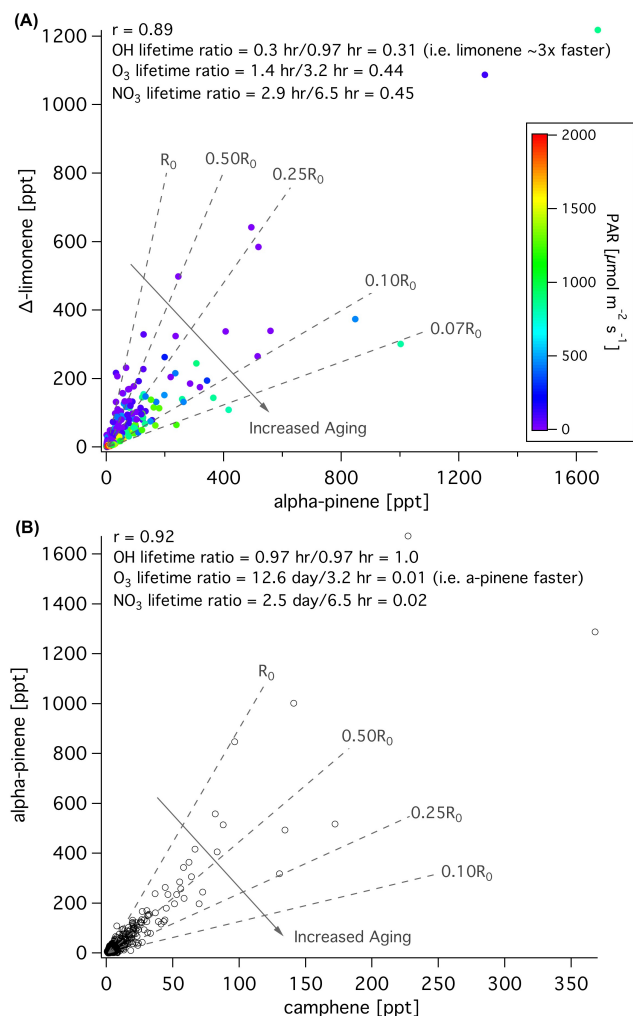 (A)
r = 0.89
OH lifetime ratio = 0.3 hr/0.97 hr = 0.31 (i.e. limonene ~3x faster)
O₃ lifetime ratio = 1.4 hr/3.2 hr = 0.44
NO₃ lifetime ratio = 2.9 hr/6.5 hr = 0.45
1200
1000
800
600
400
200
0
Δ-limonene [ppt]
R₀
0.50R₀
0.25R₀
0.10R₀
0.07R₀
Increased Aging
2000
1500
1000
500
0
PAR [μmol m⁻² s⁻¹]
0
400
800
1200
1600
alpha-pinene [ppt]
(B)
r = 0.92
OH lifetime ratio = 0.97 hr/0.97 hr = 1.0
O₃ lifetime ratio = 12.6 day/3.2 hr = 0.01 (i.e. a-pinene faster)
NO₃ lifetime ratio = 2.5 day/6.5 hr = 0.02
1600
1400
1200
1000
800
600
400
200
0
alpha-pinene [ppt]
R₀
0.50R₀
0.25R₀
0.10R₀
Increased Aging
0
50
100
150
200
250
300
350
camphene [ppt]